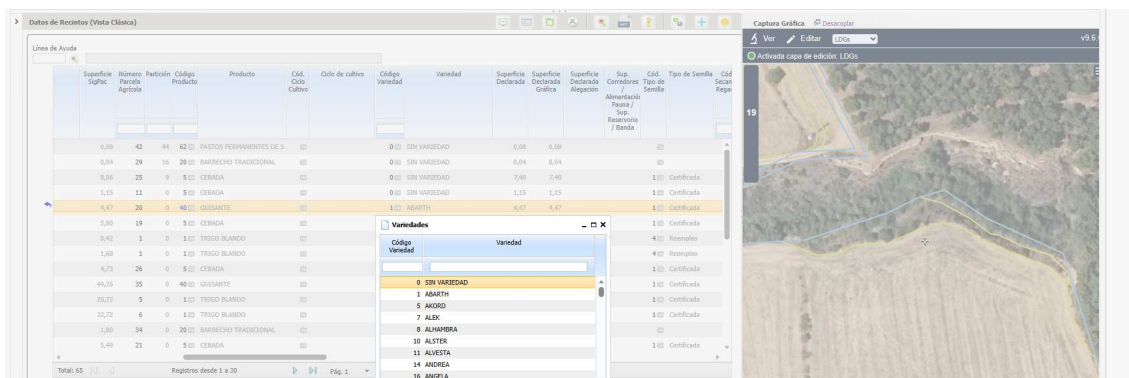 Datos de Recintos (Vista Clásica)
Línea de Ayuda
Superficie SigPac Número Parcela Agrícola Partición Código Producto Producto Cód. Ciclo Cultivo Ciclo de cultivo Código Variedad Variedad Superficie Declarada Superficie Declarada Gráfica Superficie Declarada Alegación Sup. Corredores / Alimentación Fauna / Sup. Reservorio / Banda Cód. Tipo de Semilla Tipo de Semilla Cód Secan Regad
0,08 42 44 62 PASTOS PERMANENTES DE S 0 SIN VARIEDAD 0,08 0,08
0,04 29 16 20 BARBECHO TRADICIONAL 0 SIN VARIEDAD 0,04 0,04
8,06 25 9 5 CEBADA 0 SIN VARIEDAD 7,40 7,40 1 Certificada
1,15 11 0 5 CEBADA 0 SIN VARIEDAD 1,15 1,15 1 Certificada
4,47 20 0 40 GUISANTE 1 ABARTH 4,47 4,47 1 Certificada
5,80 19 0 5 CEBADA 1 Certificada
0,42 1 0 1 TRIGO BLANDO 4 Reempleo
1,68 1 0 1 TRIGO BLANDO 4 Reempleo
4,73 26 0 5 CEBADA 1 Certificada
44,26 35 0 40 GUISANTE 1 Certificada
20,72 5 0 1 TRIGO BLANDO 1 Certificada
32,72 6 0 1 TRIGO BLANDO 1 Certificada
1,80 34 0 20 BARBECHO TRADICIONAL
5,49 21 0 5 CEBADA 1 Certificada
Total: 65 Registros desde 1 a 30 Pág. 1
Variedades
Código Variedad Variedad
0 SIN VARIEDAD
1 ABARTH
5 AKORD
7 ALEK
8 ALHAMBRA
10 ALSTER
11 ALVESTA
14 ANDREA
16 ANGELA
Captura Gráfica Desacoplar
Ver Editar LDGs v9.6.
Activada capa de edición: LDGs
19